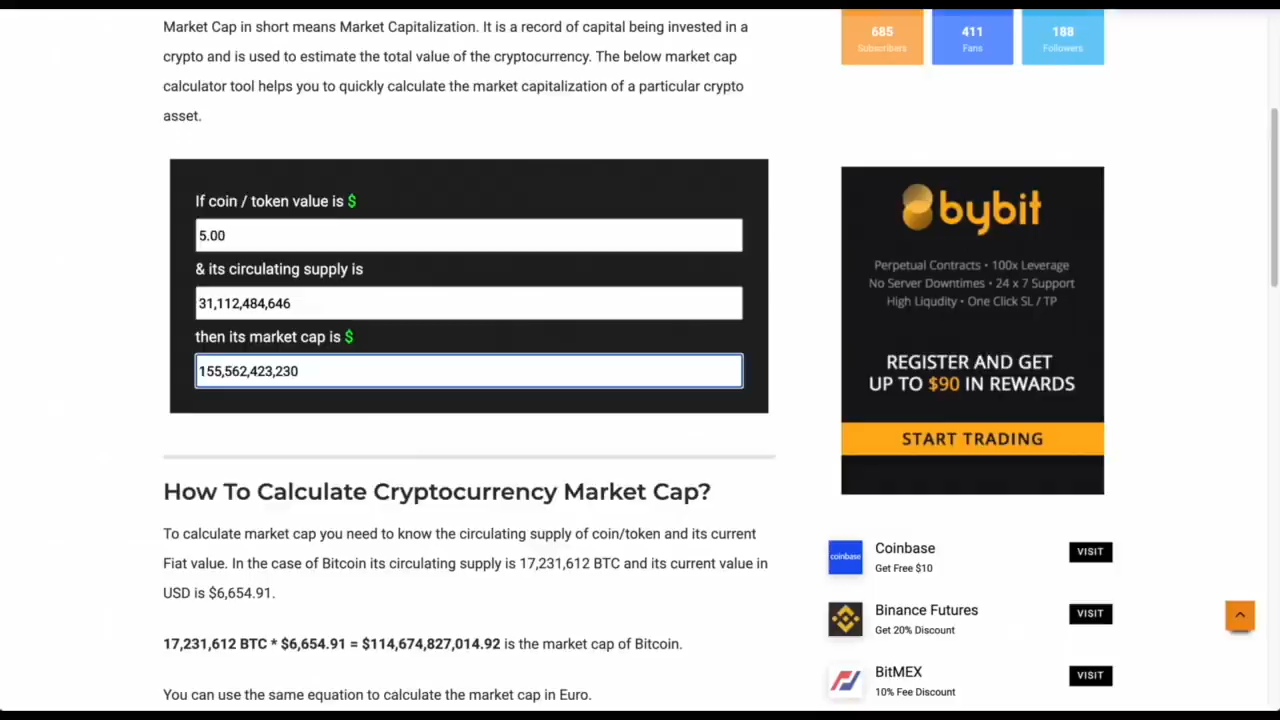 Market Cap in short means Market Capitalization. It is a record of capital being invested in a
crypto and is used to estimate the total value of the cryptocurrency. The below market cap
calculator tool helps you to quickly calculate the market capitalization of a particular crypto
asset.
If coin / token value is $
5.00
& its circulating supply is
31,112,484,646
then its market cap is $
155,562,423,230
How To Calculate Cryptocurrency Market Cap?
To calculate market cap you need to know the circulating supply of coin/token and its current
Fiat value. In the case of Bitcoin its circulating supply is 17,231,612 BTC and its current value in
USD is $6,654.91.
17,231,612 BTC * $6,654.91 = $114,674,827,014.92 is the market cap of Bitcoin.
You can use the same equation to calculate the market cap in Euro.
685 411 188
Subscribers Fans Followers
bybit
Perpetual Contracts • 100x Leverage
No Server Downtimes • 24 x 7 Support
High Liqudity • One Click SL / TP
REGISTER AND GET
UP TO $90 IN REWARDS
START TRADING
coinbase
Coinbase
VISIT
Get Free $10
Binance Futures
VISIT
Get 20% Discount
BitMEX
VISIT
10% Fee Discount